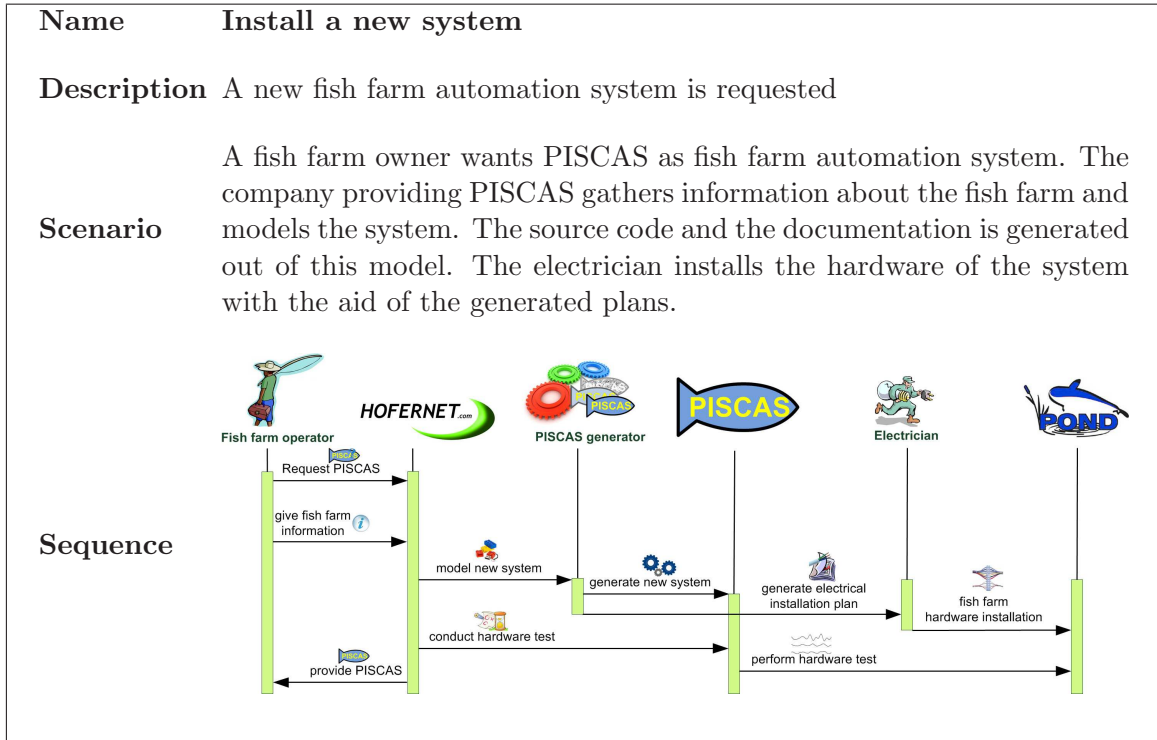 Name Install a new system
Description A new fish farm automation system is requested
A fish farm owner wants PISCAS as fish farm automation system. The
company providing PISCAS gathers information about the fish farm and
Scenario models the system. The source code and the documentation is generated
out of this model. The electrician installs the hardware of the system
with the aid of the generated plans.
HOFERNET.com
PISCAS
PISCAS
POND
Fish farm operator
PISCAS generator
Electrician
PISCAS
Request PISCAS
give fish farm
information
Sequence
model new system
generate new system
generate electrical
installation plan
fish farm
hardware installation
conduct hardware test
perform hardware test
PISCAS
provide PISCAS